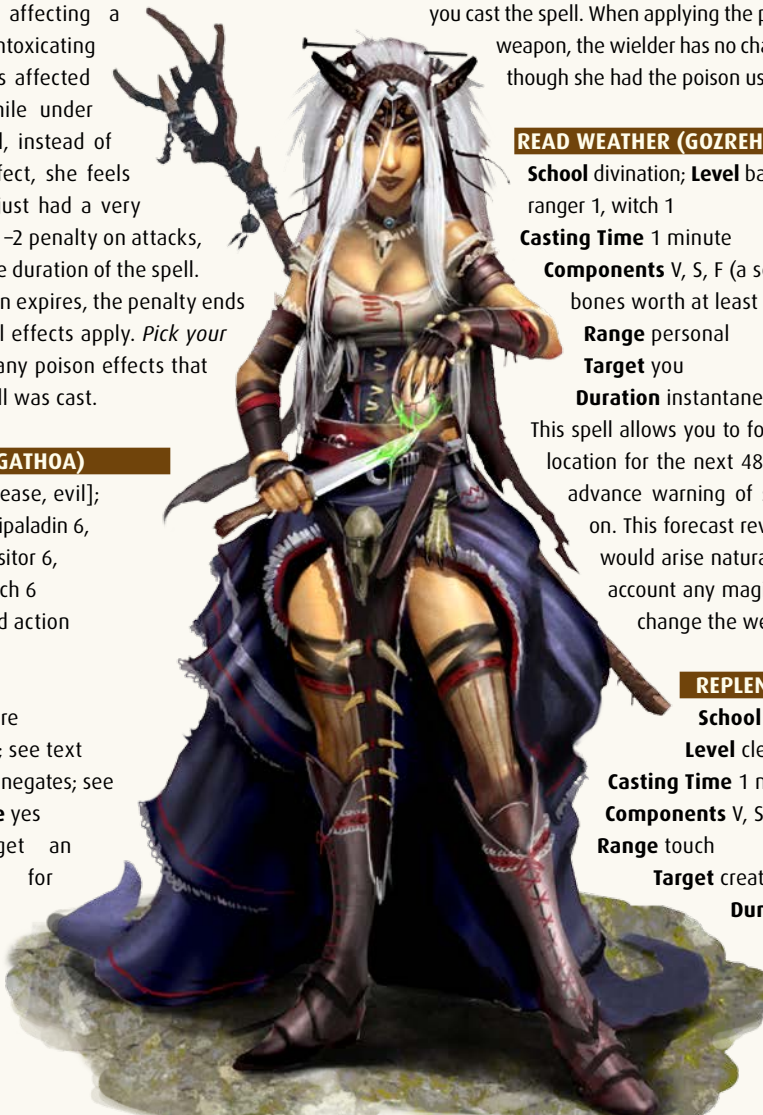 affecting a
ntoxicating
s affected
hile under
l, instead of
fect, she feels
just had a very
–2 penalty on attacks,
e duration of the spell.
n expires, the penalty ends
l effects apply. Pick your
any poison effects that
ll was cast.
GATHOA)
ease, evil];
ipaladin 6,
sitor 6,
ch 6
d action
re
; see text
negates; see
e yes
get an
for
you cast the spell. When applying the p
weapon, the wielder has no cha
though she had the poison us
READ WEATHER (GOZREH
School divination; Level ba
ranger 1, witch 1
Casting Time 1 minute
Components V, S, F (a s
bones worth at least
Range personal
Target you
Duration instantane
This spell allows you to fo
location for the next 48
advance warning of
on. This forecast rev
would arise natura
account any mag
change the we
REPLEN
School
Level cle
Casting Time 1 m
Components V, S
Range touch
Target creat
Dur